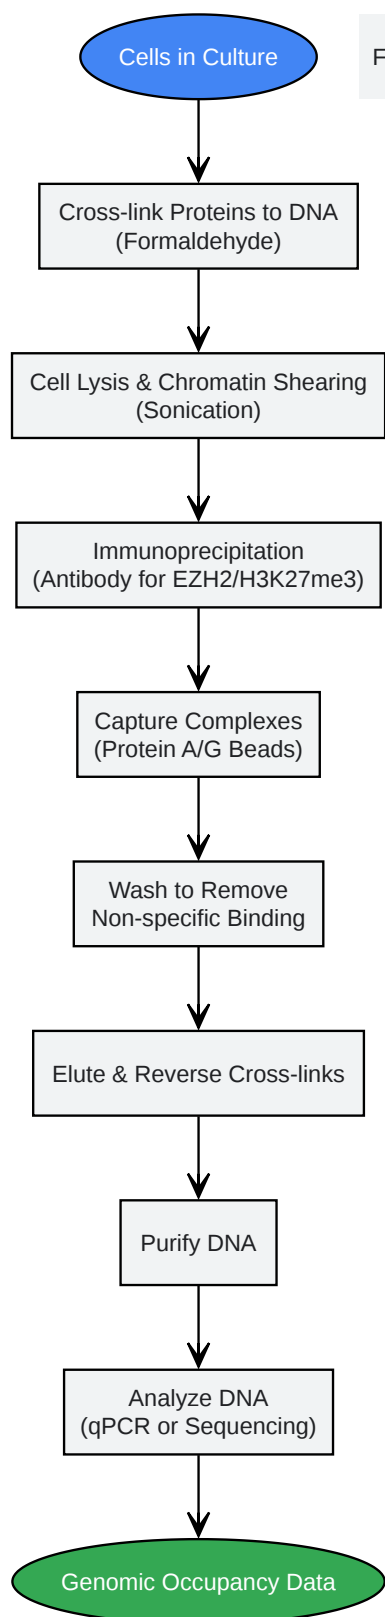 Cells in Culture
F
Cross-link Proteins to DNA
(Formaldehyde)
Cell Lysis & Chromatin Shearing
(Sonication)
Immunoprecipitation
(Antibody for EZH2/H3K27me3)
Capture Complexes
(Protein A/G Beads)
Wash to Remove
Non-specific Binding
Elute & Reverse Cross-links
Purify DNA
Analyze DNA
(qPCR or Sequencing)
Genomic Occupancy Data